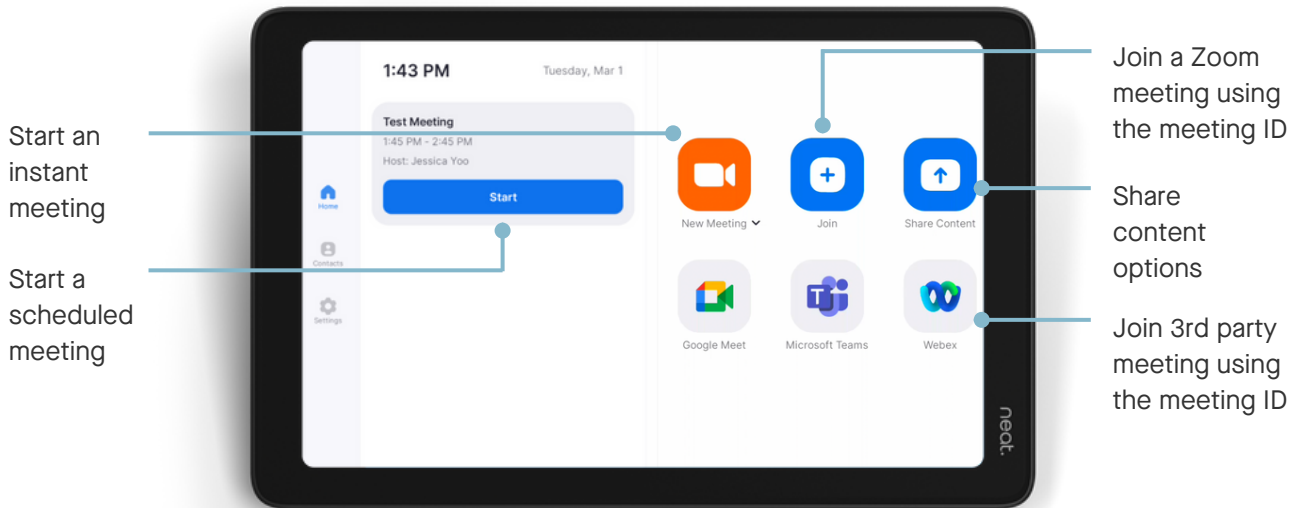 Start an
instant
meeting
Start a
scheduled
meeting
1:43 PM
Tuesday, Mar 1
Test Meeting
1:45 PM - 2:45 PM
Host: Jessica Yoo
Start
Home
Contacts
Settings
New Meeting
Join
Share Content
Google Meet
Microsoft Teams
Webex
neat.
Join a Zoom
meeting using
the meeting ID
Share
content
options
Join 3rd party
meeting using
the meeting ID